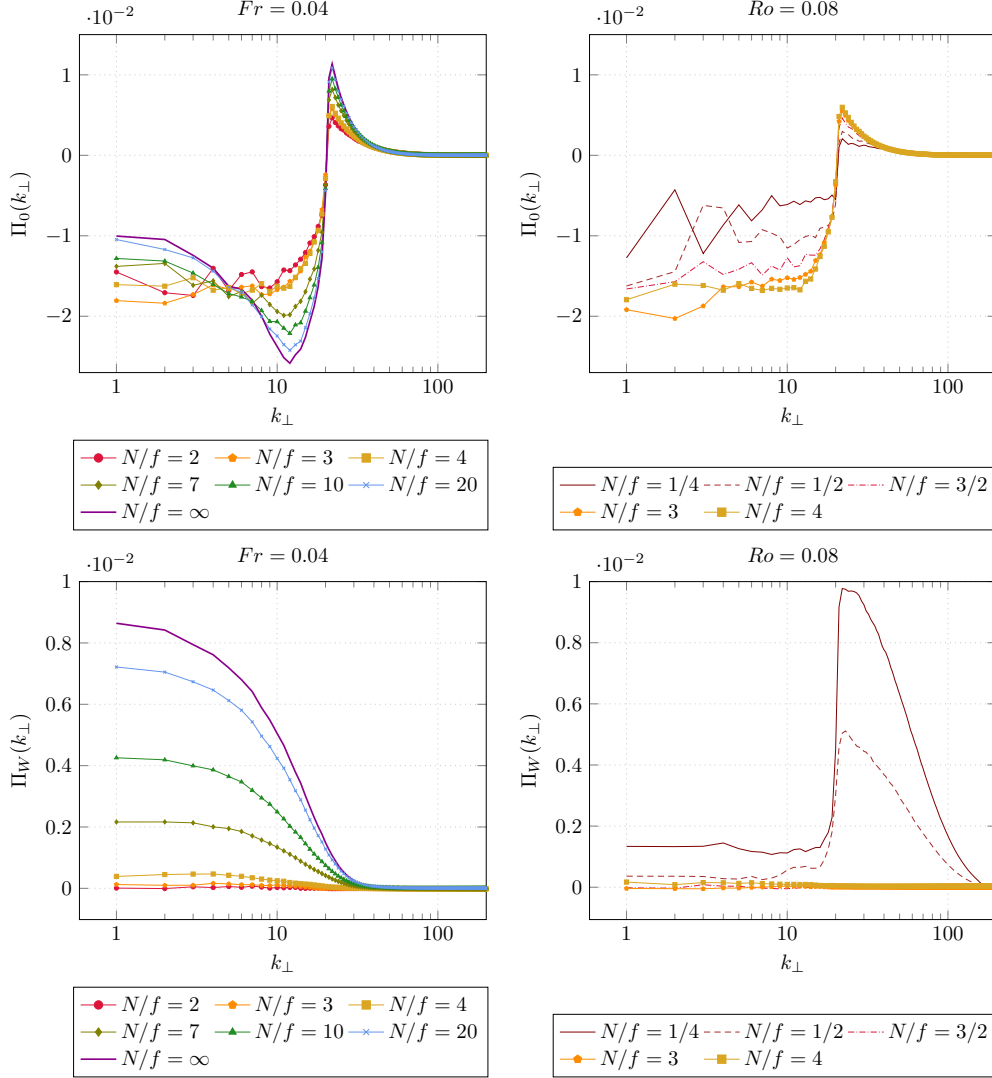 Fr = 0.04
·10⁻²
1
0
−1
−2
Π₀(k⊥)
1
10
100
k⊥
N/f = 2
N/f = 3
N/f = 4
N/f = 7
N/f = 10
N/f = 20
N/f = ∞
Ro = 0.08
·10⁻²
1
0
−1
−2
Π₀(k⊥)
1
10
100
k⊥
N/f = 1/4
N/f = 1/2
N/f = 3/2
N/f = 3
N/f = 4
Fr = 0.04
·10⁻²
1
0.8
0.6
0.4
0.2
0
Π_W(k⊥)
1
10
100
k⊥
N/f = 2
N/f = 3
N/f = 4
N/f = 7
N/f = 10
N/f = 20
N/f = ∞
Ro = 0.08
·10⁻²
1
0.8
0.6
0.4
0.2
0
Π_W(k⊥)
1
10
100
k⊥
N/f = 1/4
N/f = 1/2
N/f = 3/2
N/f = 3
N/f = 4